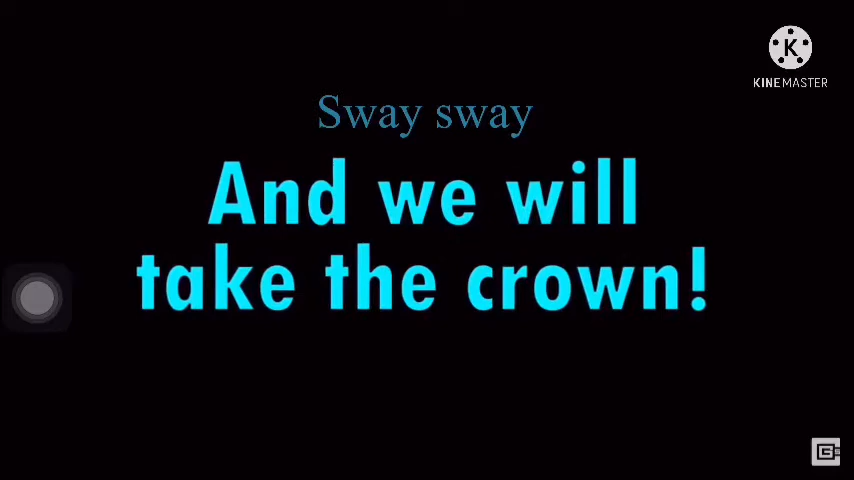 K
KINEMASTER
Sway sway
And we will
take the crown!